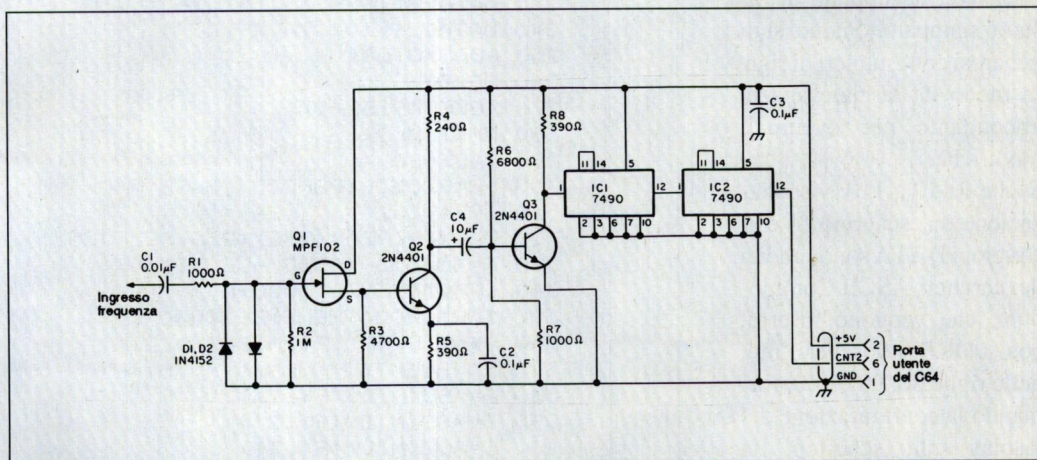 C1
0.01µF
R1
1000Ω
Ingresso
frequenza
D1, D2
1N4152
Q1
MPF102
G
D
S
R2
1M
R3
4700Ω
R4
240Ω
Q2
2N4401
R5
390Ω
C2
0.1µF
C4
10µF
R6
6800Ω
Q3
2N4401
R7
1000Ω
R8
390Ω
11 14 5
1 IC1 12
7490
2 3 6 7 10
11 14 5
1 IC2 12
7490
2 3 6 7 10
C3
0.1µF
+5V 2
CNT2 6
GND 1
Porta
utente
del C64